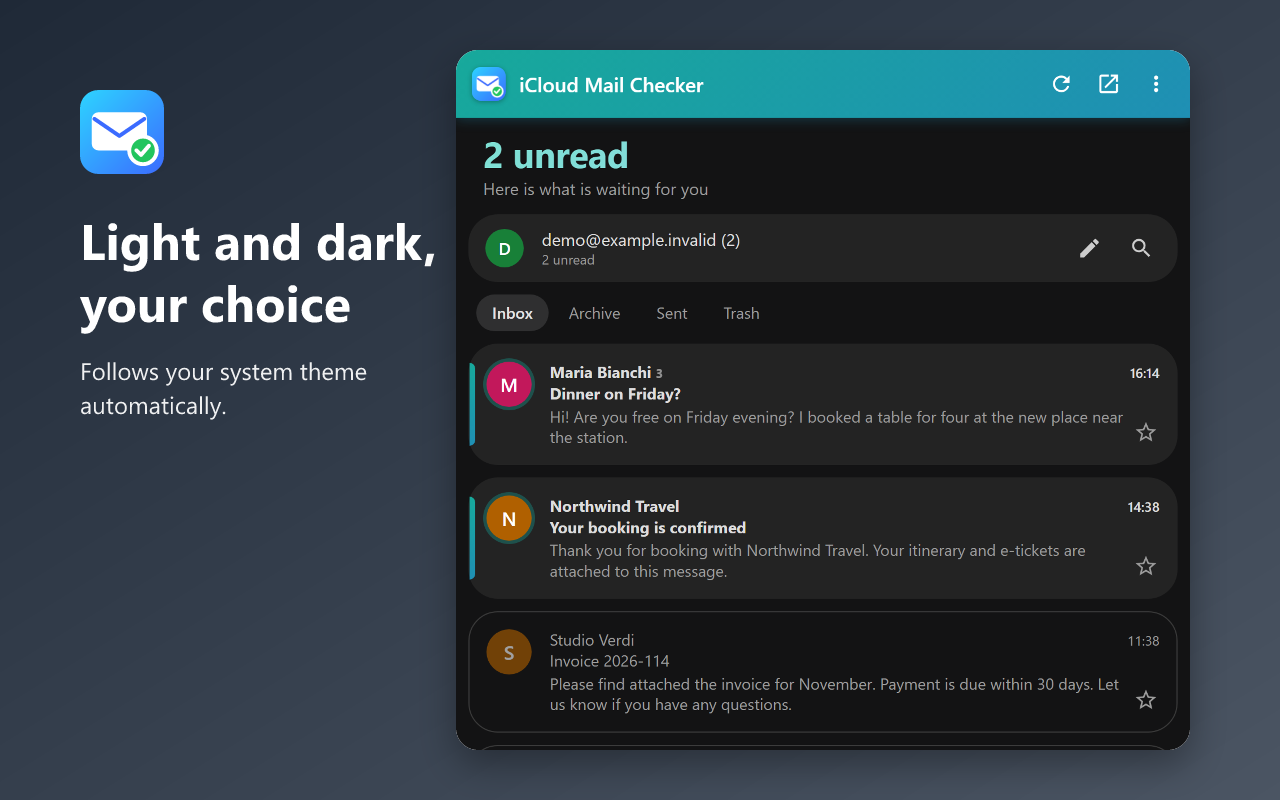 Light and dark,
your choice
Follows your system theme
automatically.
iCloud Mail Checker
2 unread
Here is what is waiting for you
D
demo@example.invalid (2)
2 unread
Inbox
Archive
Sent
Trash
M
Maria Bianchi 3
16:14
Dinner on Friday?
Hi! Are you free on Friday evening? I booked a table for four at the new place near
the station.
N
Northwind Travel
14:38
Your booking is confirmed
Thank you for booking with Northwind Travel. Your itinerary and e-tickets are
attached to this message.
S
Studio Verdi
11:38
Invoice 2026-114
Please find attached the invoice for November. Payment is due within 30 days. Let
us know if you have any questions.